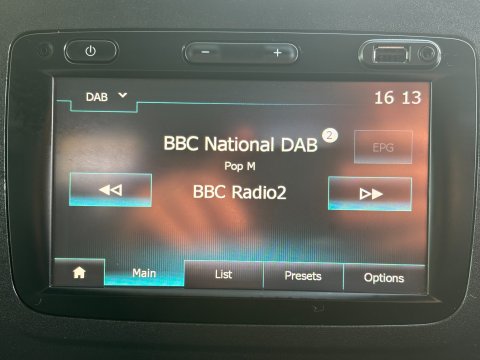 DAB
16 13
BBC National DAB
2
EPG
Pop M
BBC Radio2
Main
List
Presets
Options